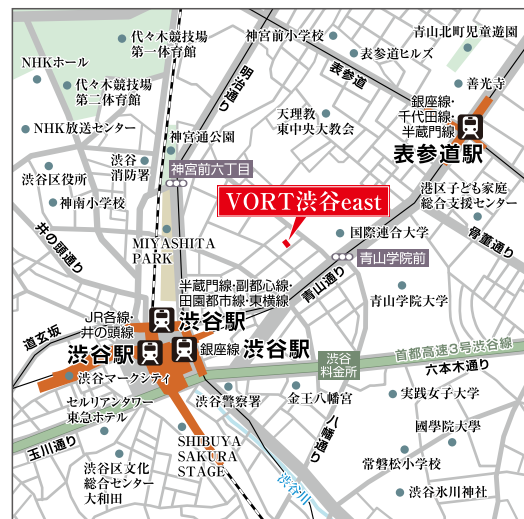 代々木競技場
第一体育館
神宮前小学校
青山北町児童遊園
表参道ヒルズ
NHKホール
明治通り
表参道
善光寺
代々木競技場
第二体育館
銀座線・
千代田線・
半蔵門線
天理教
東中央大教会
NHK放送センター
神宮通公園
表参道駅
渋谷
消防署
神宮前六丁目
渋谷区役所
港区子ども家庭
総合支援センター
神南小学校
VORT渋谷east
井の頭通り
MIYASHITA
PARK
国際連合大学
骨董通り
青山学院前
半蔵門線・副都心線・
田園都市線・東横線
青山通り
青山学院大学
JR各線・
井の頭線
渋谷駅
道玄坂
渋谷駅
銀座線
渋谷駅
首都高速3号渋谷線
渋谷
料金所
六本木通り
渋谷マークシティ
セルリアンタワー
東急ホテル
渋谷警察署
金王八幡宮
実践女子大学
八幡通り
國學院大學
玉川通り
SHIBUYA
SAKURA
STAGE
常磐松小学校
渋谷区文化
総合センター
大和田
渋谷川
渋谷氷川神社